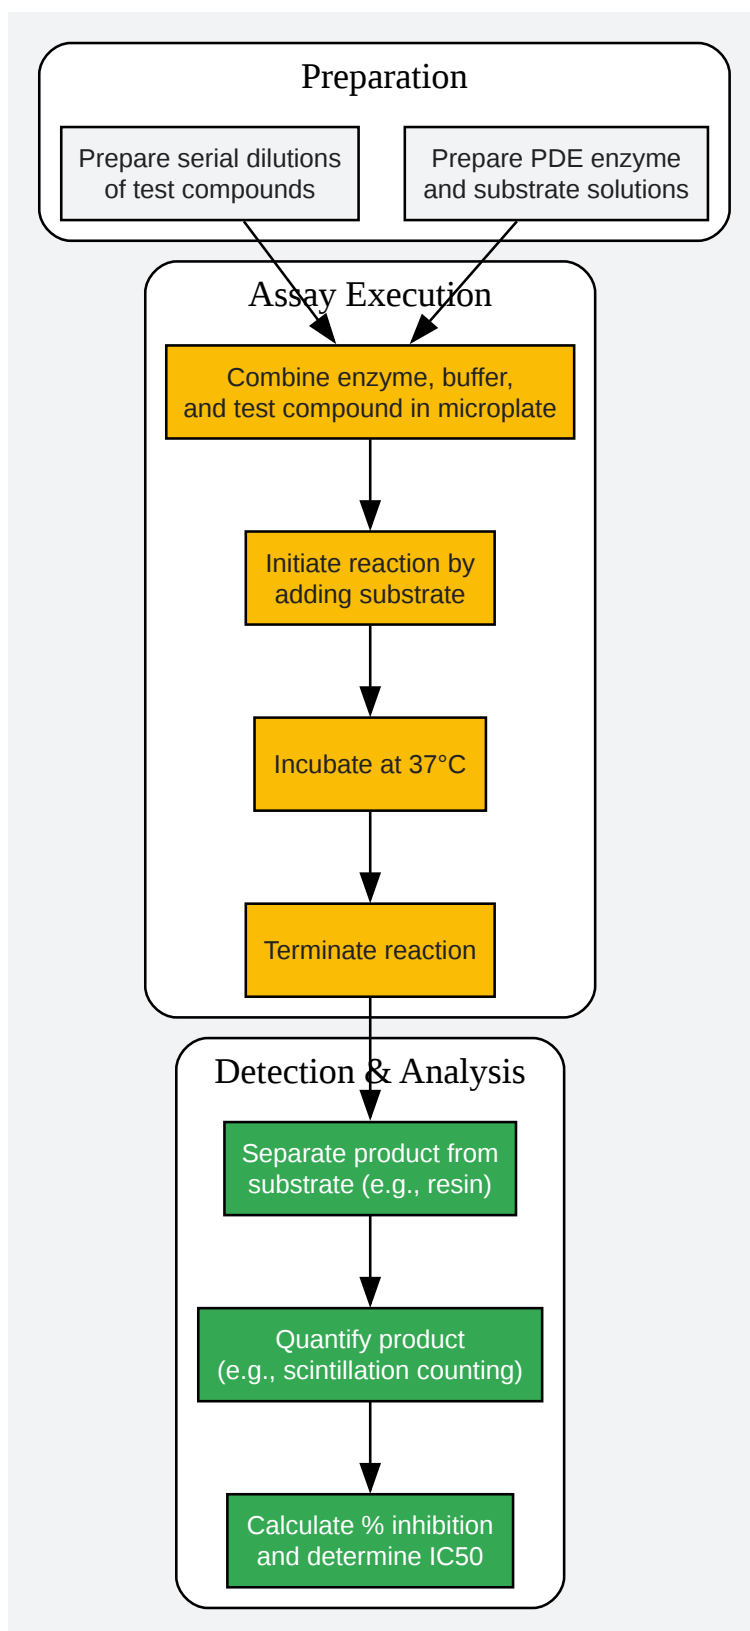 Preparation
Prepare serial dilutions
of test compounds
Prepare PDE enzyme
and substrate solutions
Assay Execution
Combine enzyme, buffer,
and test compound in microplate
Initiate reaction by
adding substrate
Incubate at 37°C
Terminate reaction
Detection & Analysis
Separate product from
substrate (e.g., resin)
Quantify product
(e.g., scintillation counting)
Calculate % inhibition
and determine IC50